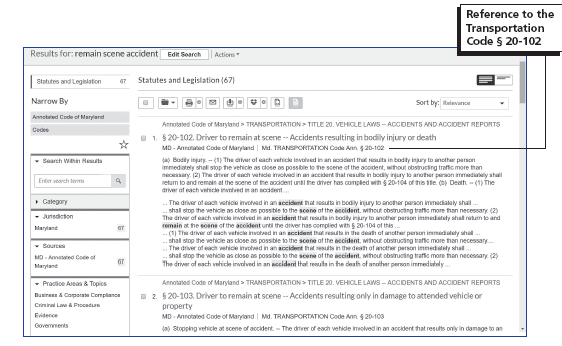 Reference to the
Transportation
Code § 20-102
Results for: remain scene accident Edit Search Actions
Statutes and Legislation 67
Narrow By
Annotated Code of Maryland
Codes
Search Within Results
Enter search terms
Category
Jurisdiction
Maryland 67
Sources
MD - Annotated Code of
Maryland 67
Practice Areas & Topics
Business & Corporate Compliance
Criminal Law & Procedure
Evidence
Governments
Statutes and Legislation (67)
Sort by: Relevance
Annotated Code of Maryland > TRANSPORTATION > TITLE 20. VEHICLE LAWS -- ACCIDENTS AND ACCIDENT REPORTS
1. § 20-102. Driver to remain at scene -- Accidents resulting in bodily injury or death
MD - Annotated Code of Maryland | Md. TRANSPORTATION Code Ann. § 20-102
(a) Bodily injury. -- (1) The driver of each vehicle involved in an accident that results in bodily injury to another person
immediately shall stop the vehicle as close as possible to the scene of the accident, without obstructing traffic more than
necessary. (2) The driver of each vehicle involved in an accident that results in bodily injury to another person immediately shall
return to and remain at the scene of the accident until the driver has complied with § 20-104 of this title. (b) Death. -- (1) The
driver of each vehicle involved in an accident ...
... The driver of each vehicle involved in an accident that results in bodily injury to another person immediately shall ...
... shall stop the vehicle as close as possible to the scene of the accident, without obstructing traffic more than necessary. (2)
The driver of each vehicle involved in an accident that results in bodily injury to another person immediately shall return to and
remain at the scene of the accident until the driver has complied with § 20-104 of this ...
... (1) The driver of each vehicle involved in an accident that results in the death of another person immediately shall ...
... shall stop the vehicle as close as possible to the scene of the accident, without obstructing traffic more than necessary....
... The driver of each vehicle involved in an accident that results in the death of another person immediately shall ...
... shall stop the vehicle as close as possible to the scene of the accident, without obstructing traffic more than necessary. (2)
The driver of each vehicle involved in an accident that results in the death of another person immediately ...
Annotated Code of Maryland > TRANSPORTATION > TITLE 20. VEHICLE LAWS -- ACCIDENTS AND ACCIDENT REPORTS
2. § 20-103. Driver to remain at scene -- Accidents resulting only in damage to attended vehicle or
property
MD - Annotated Code of Maryland | Md. TRANSPORTATION Code Ann. § 20-103
(a) Stopping vehicle at scene of accident. -- The driver of each vehicle involved in an accident that results only in damage to an